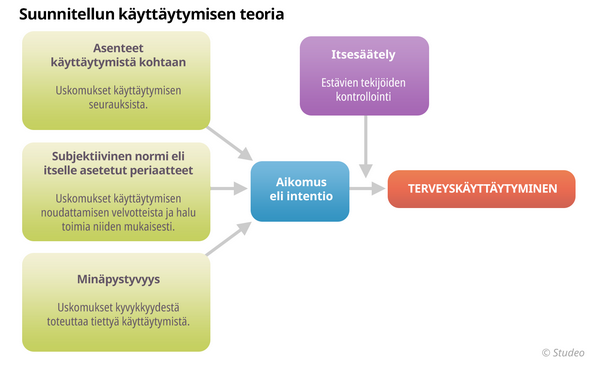 Suunnitellun käyttäytymisen teoria
Asenteet
käyttäytymistä kohtaan
Uskomukset käyttäytymisen
seurauksista.
Subjektiivinen normi eli
itselle asetetut periaatteet
Uskomukset käyttäytymisen
noudattamisen velvotteista ja halu
toimia niiden mukaisesti.
Minäpystyvyys
Uskomukset kyvykkyydestä
toteuttaa tiettyä käyttäytymistä.
Aikomus
eli intentio
Itsesäätely
Estävien tekijöiden
kontrollointi
TERVEYSKÄYTTÄYTYMINEN
© Studeo